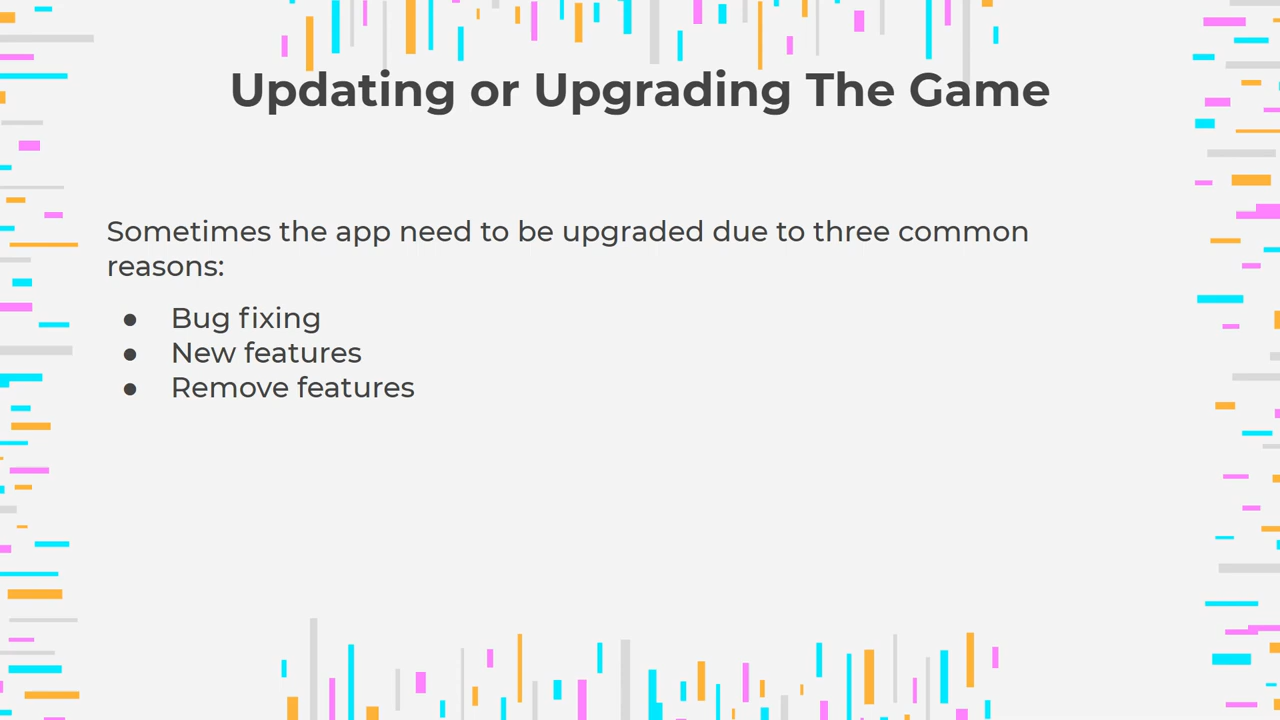 Updating or Upgrading The Game
Sometimes the app need to be upgraded due to three common
reasons:
● Bug fixing
● New features
● Remove features